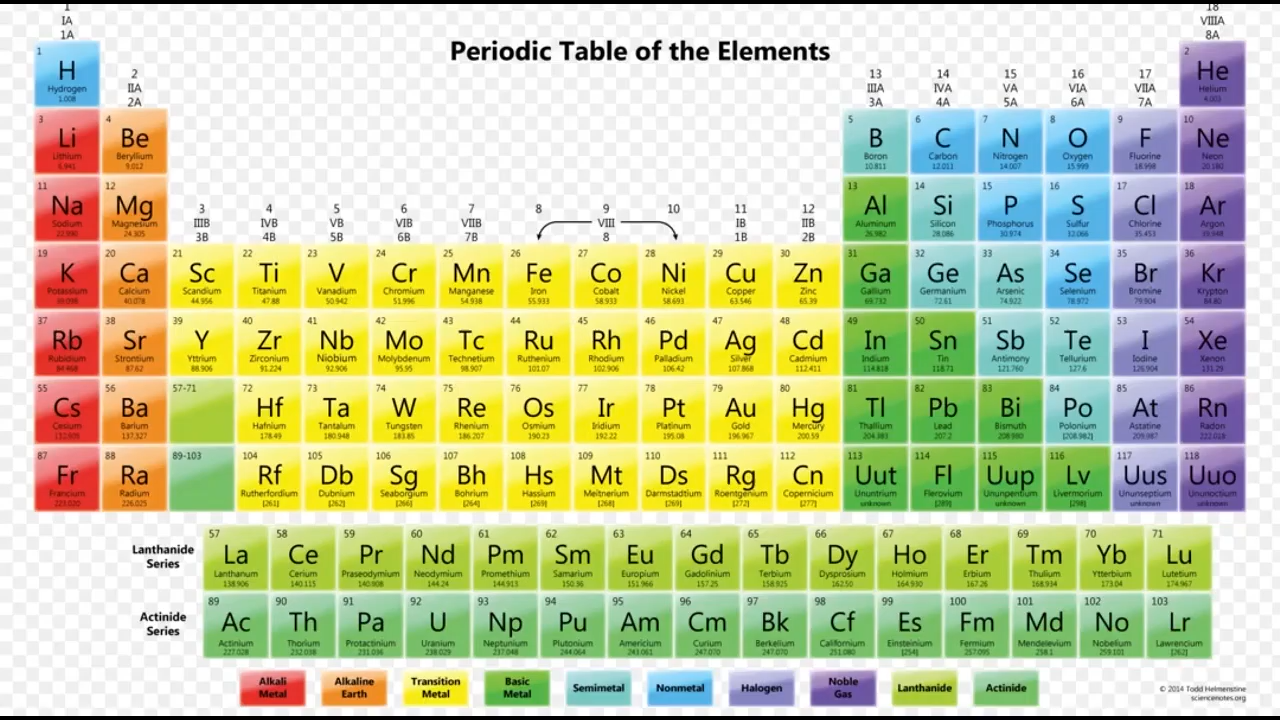 1
IA
1A
18
VIIIA
8A
Periodic Table of the Elements
2
IIA
2A
13
IIIA
3A
14
IVA
4A
15
VA
5A
16
VIA
6A
17
VIIA
7A
1 H Hydrogen 1.008
2 He Helium 4.003
3 Li Lithium 6.941
4 Be Beryllium 9.012
5 B Boron 10.811
6 C Carbon 12.011
7 N Nitrogen 14.007
8 O Oxygen 15.999
9 F Fluorine 18.998
10 Ne Neon 20.180
11 Na Sodium 22.990
12 Mg Magnesium 24.305
3
IIIB
3B
4
IVB
4B
5
VB
5B
6
VIB
6B
7
VIIB
7B
8
9
10
VIII
8
11
IB
1B
12
IIB
2B
13 Al Aluminum 26.982
14 Si Silicon 28.086
15 P Phosphorus 30.974
16 S Sulfur 32.066
17 Cl Chlorine 35.453
18 Ar Argon 39.948
19 K Potassium 39.098
20 Ca Calcium 40.078
21 Sc Scandium 44.956
22 Ti Titanium 47.88
23 V Vanadium 50.942
24 Cr Chromium 51.996
25 Mn Manganese 54.938
26 Fe Iron 55.933
27 Co Cobalt 58.933
28 Ni Nickel 58.693
29 Cu Copper 63.546
30 Zn Zinc 65.39
31 Ga Gallium 69.732
32 Ge Germanium 72.61
33 As Arsenic 74.922
34 Se Selenium 78.972
35 Br Bromine 79.904
36 Kr Krypton 84.80
37 Rb Rubidium 84.468
38 Sr Strontium 87.62
39 Y Yttrium 88.906
40 Zr Zirconium 91.224
41 Nb Niobium 92.906
42 Mo Molybdenum 95.95
43 Tc Technetium 98.907
44 Ru Ruthenium 101.07
45 Rh Rhodium 102.906
46 Pd Palladium 106.42
47 Ag Silver 107.868
48 Cd Cadmium 112.411
49 In Indium 114.818
50 Sn Tin 118.71
51 Sb Antimony 121.760
52 Te Tellurium 127.6
53 I Iodine 126.904
54 Xe Xenon 131.29
55 Cs Cesium 132.905
56 Ba Barium 137.327
57-71
72 Hf Hafnium 178.49
73 Ta Tantalum 180.948
74 W Tungsten 183.85
75 Re Rhenium 186.207
76 Os Osmium 190.23
77 Ir Iridium 192.22
78 Pt Platinum 195.08
79 Au Gold 196.967
80 Hg Mercury 200.59
81 Tl Thallium 204.383
82 Pb Lead 207.2
83 Bi Bismuth 208.980
84 Po Polonium [208.982]
85 At Astatine 209.987
86 Rn Radon 222.018
87 Fr Francium 223.020
88 Ra Radium 226.025
89-103
104 Rf Rutherfordium [261]
105 Db Dubnium [262]
106 Sg Seaborgium [266]
107 Bh Bohrium [264]
108 Hs Hassium [269]
109 Mt Meitnerium [268]
110 Ds Darmstadtium [269]
111 Rg Roentgenium [272]
112 Cn Copernicium [277]
113 Uut Ununtrium unknown
114 Fl Flerovium [289]
115 Uup Ununpentium unknown
116 Lv Livermorium [298]
117 Uus Ununseptium unknown
118 Uuo Ununoctium unknown
Lanthanide
Series
57 La Lanthanum 138.906
58 Ce Cerium 140.115
59 Pr Praseodymium 140.908
60 Nd Neodymium 144.24
61 Pm Promethium 144.913
62 Sm Samarium 150.36
63 Eu Europium 151.966
64 Gd Gadolinium 157.25
65 Tb Terbium 158.925
66 Dy Dysprosium 162.50
67 Ho Holmium 164.930
68 Er Erbium 167.26
69 Tm Thulium 168.934
70 Yb Ytterbium 173.04
71 Lu Lutetium 174.967
Actinide
Series
89 Ac Actinium 227.028
90 Th Thorium 232.038
91 Pa Protactinium 231.036
92 U Uranium 238.029
93 Np Neptunium 237.048
94 Pu Plutonium 244.064
95 Am Americium 243.061
96 Cm Curium 247.070
97 Bk Berkelium 247.070
98 Cf Californium 251.080
99 Es Einsteinium [254]
100 Fm Fermium 257.095
101 Md Mendelevium 258.1
102 No Nobelium 259.101
103 Lr Lawrencium [262]
Alkali
Metal
Alkaline
Earth
Transition
Metal
Basic
Metal
Semimetal
Nonmetal
Halogen
Noble
Gas
Lanthanide
Actinide
© 2014 Todd Helmenstine
sciencenotes.org